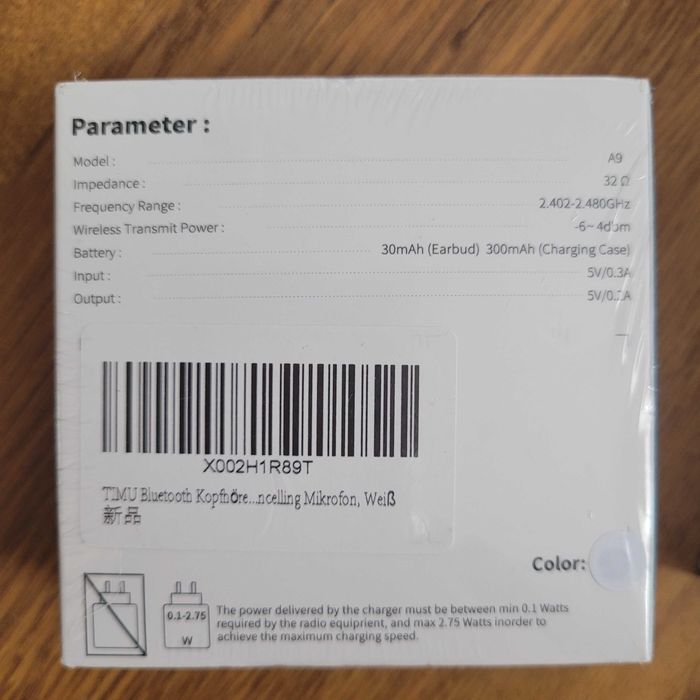 Parameter :
Model : A9
Impedance : 32 Ω
Frequency Range : 2.402-2.480GHz
Wireless Transmit Power : -6~4dbm
Battery : 30mAh (Earbud) 300mAh (Charging Case)
Input : 5V/0.3A
Output :
X002H1R89T
TIMU Bluetooth Kopfhöre...ncelling Mikrofon, Weiß
新品
Color:
0.1-2.75
W
The power delivered by the charger must be between min 0.1 Watts
required by the radio equiprient, and max 2.75 Watts inorder to
achieve the maximum charging speed.